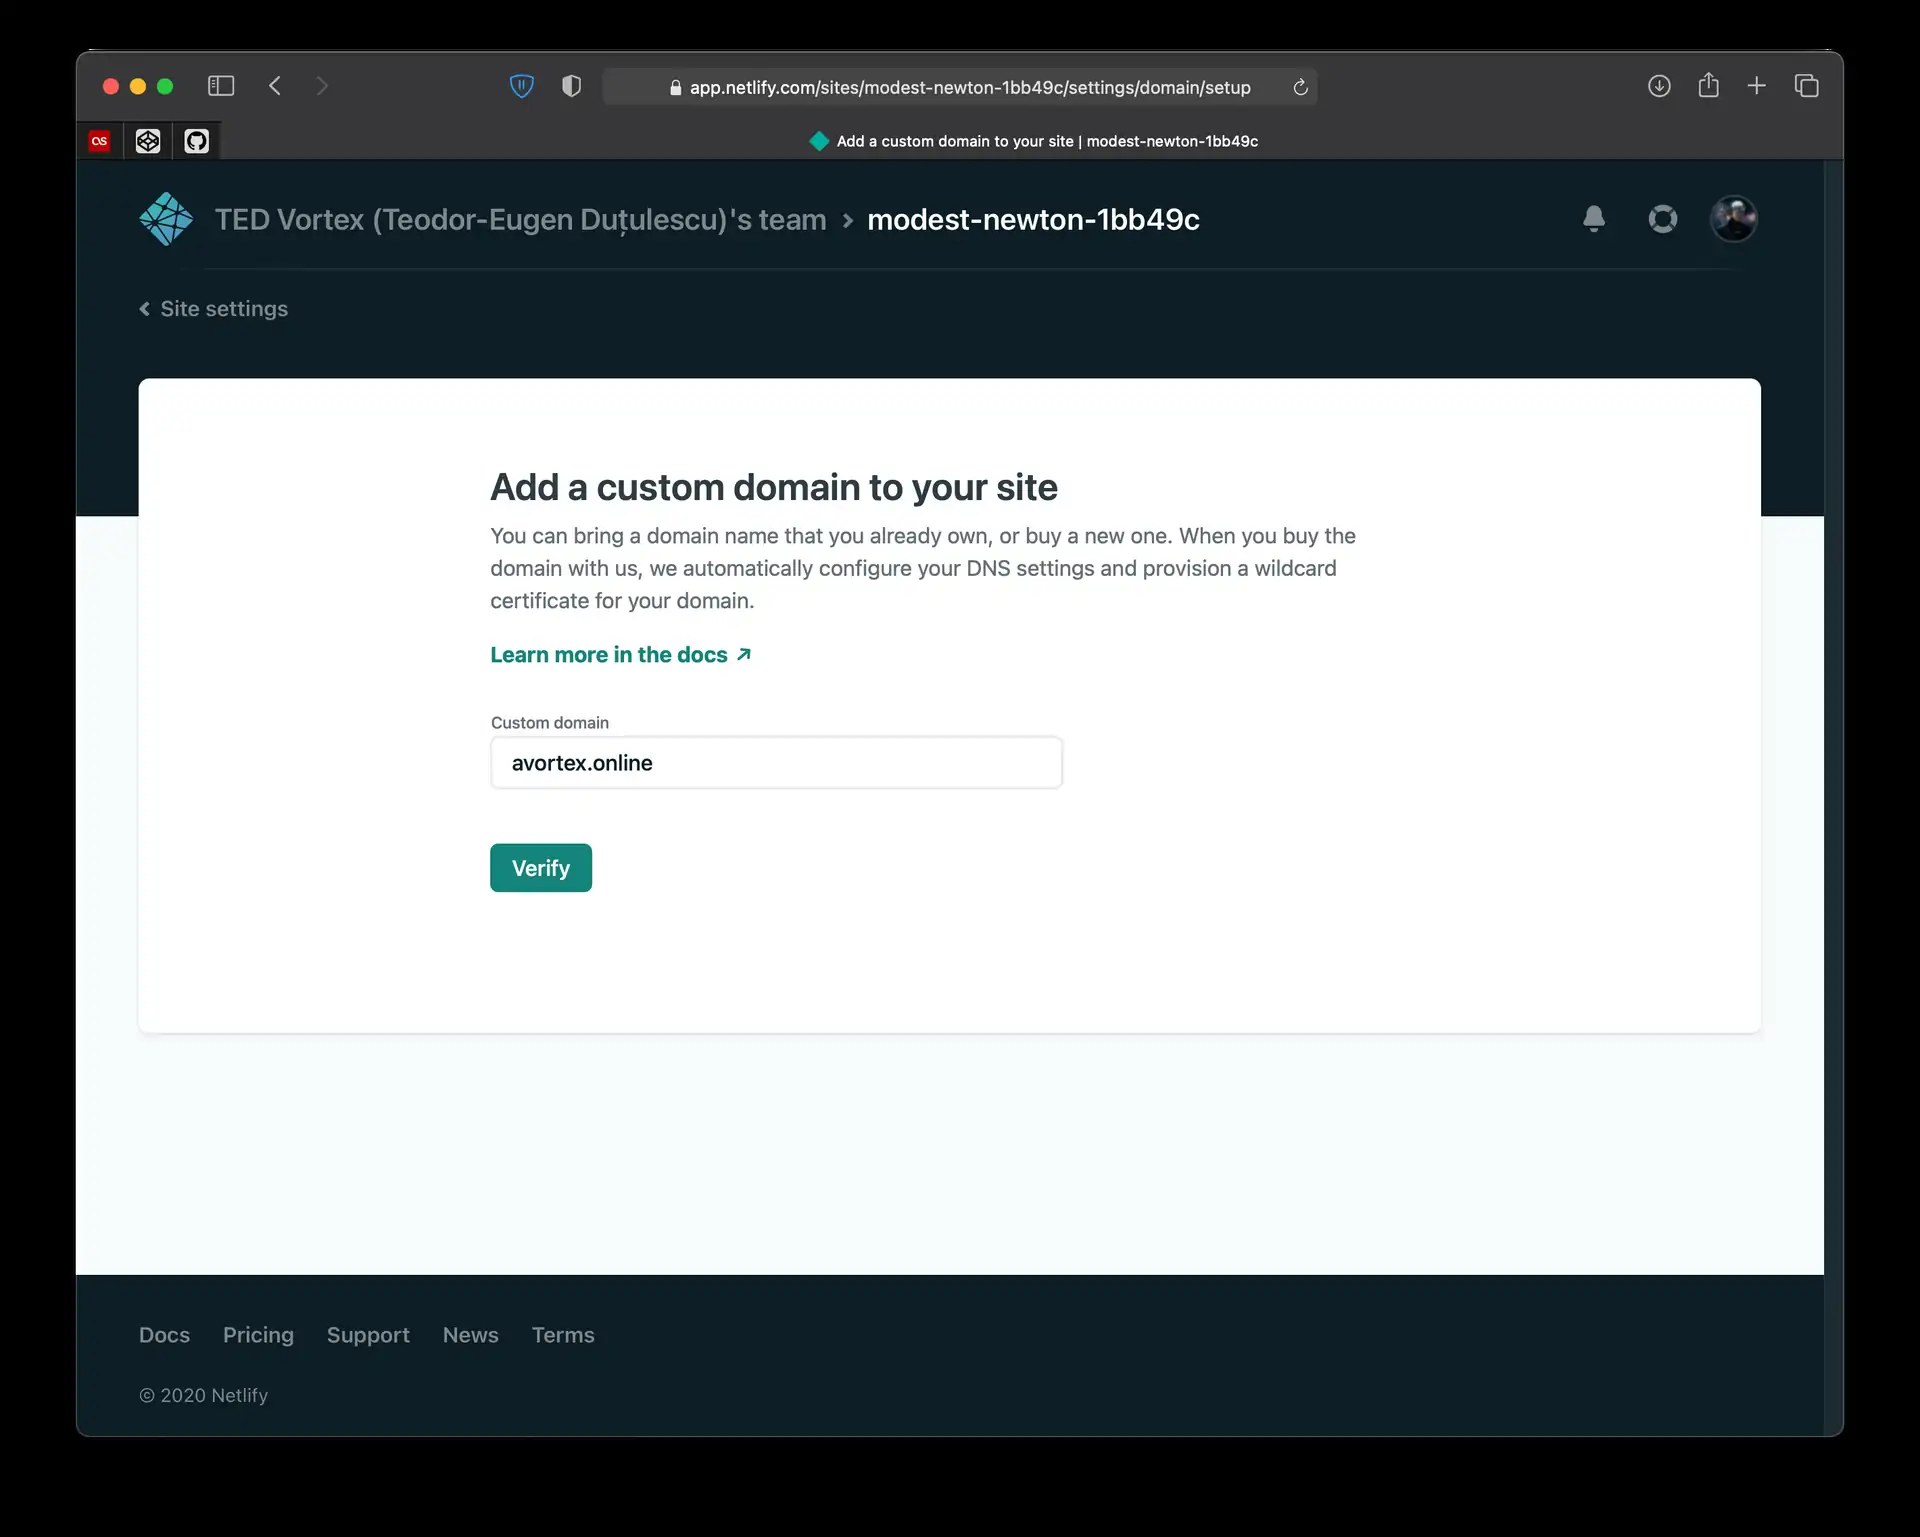 app.netlify.com/sites/modest-newton-1bb49c/settings/domain/setup
os
Add a custom domain to your site | modest-newton-1bb49c
TED Vortex (Teodor-Eugen Duțulescu)'s team › modest-newton-1bb49c
Site settings
Add a custom domain to your site
You can bring a domain name that you already own, or buy a new one. When you buy the
domain with us, we automatically configure your DNS settings and provision a wildcard
certificate for your domain.
Learn more in the docs ↗
Custom domain
avortex.online
Verify
Docs Pricing Support News Terms
© 2020 Netlify